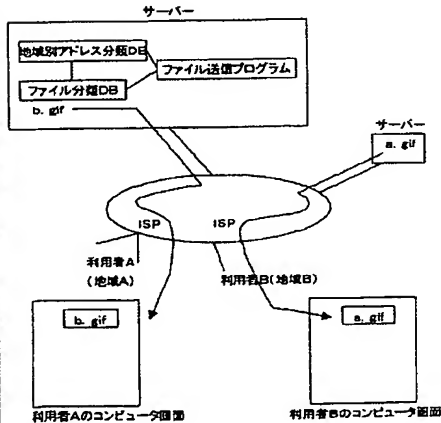 サーバー
地域別アドレス分類DB
ファイル送信プログラム
ファイル分類DB
b. gif
サーバー
a. gif
ISP
ISP
利用者A
(地域A)
利用者B(地域B)
b. gif
a. gif
利用者Aのコンピュータ画面
利用者Bのコンピュータ画面